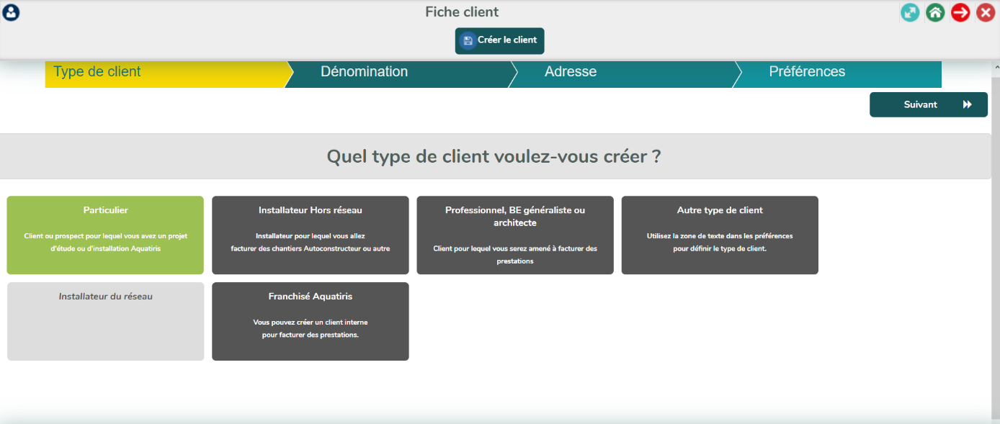 Fiche client
Créer le client
Type de client
Dénomination
Adresse
Préférences
Suivant
Quel type de client voulez-vous créer ?
Particulier
Client ou prospect pour lequel vous avez un projet
d'étude ou d'installation Aquatiris
Installateur Hors réseau
Installateur pour lequel vous allez
facturer des chantiers Autoconstructeur ou autre
Professionnel, BE généraliste ou
architecte
Client pour lequel vous serez amené à facturer des
prestations
Autre type de client
Utilisez la zone de texte dans les préférences
pour définir le type de client.
Installateur du réseau
Franchisé Aquatiris
Vous pouvez créer un client interne
pour facturer des prestations.